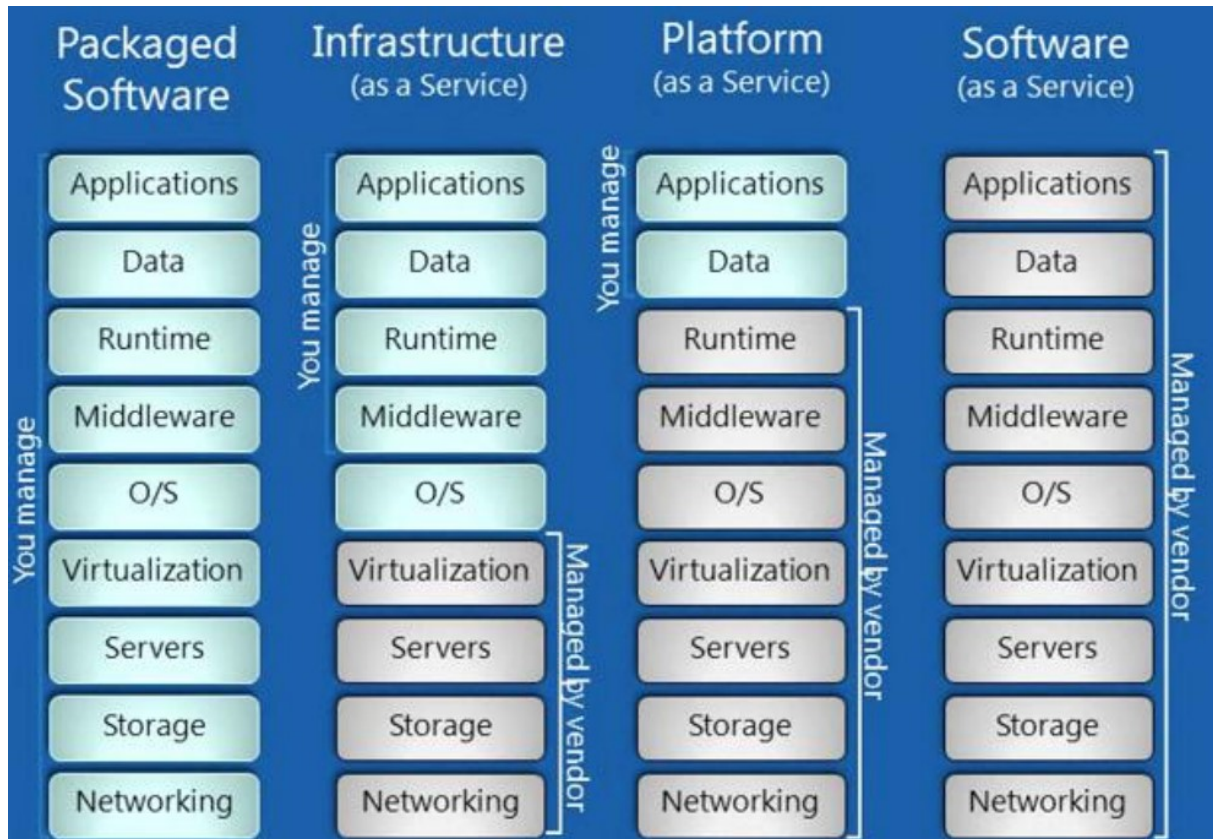 Packaged
Software
You manage
Applications
Data
Runtime
Middleware
O/S
Virtualization
Servers
Storage
Networking
Infrastructure
(as a Service)
You manage
Applications
Data
Runtime
Middleware
O/S
Virtualization
Servers
Storage
Networking
Managed by vendor
Platform
(as a Service)
You manage
Applications
Data
Runtime
Middleware
O/S
Virtualization
Servers
Storage
Networking
Managed by vendor
Software
(as a Service)
Applications
Data
Runtime
Middleware
O/S
Virtualization
Servers
Storage
Networking
Managed by vendor